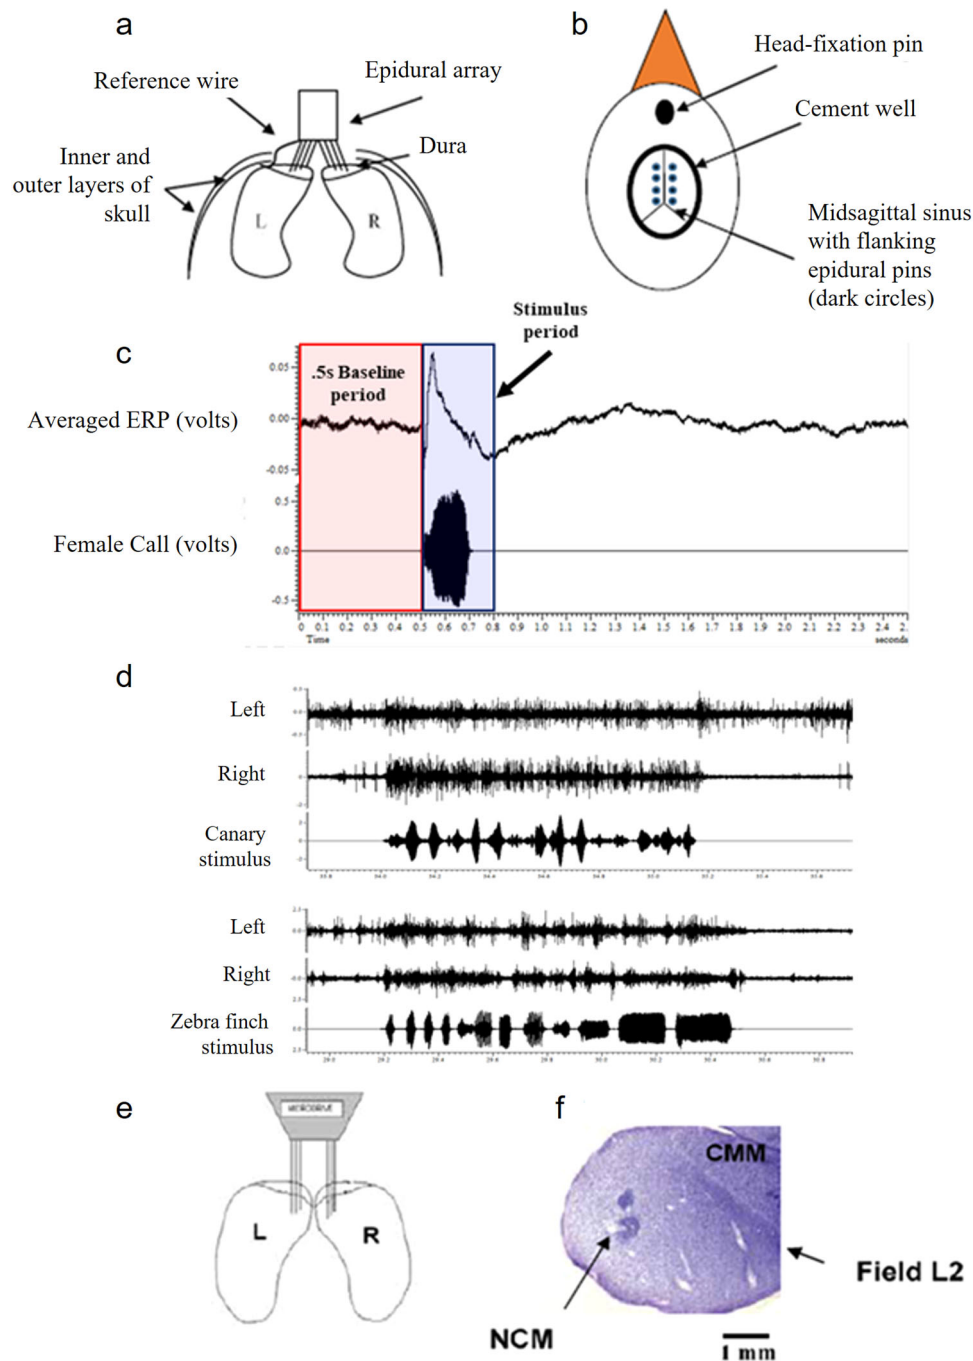 a
Reference wire
Epidural array
Inner and
outer layers of
skull
Dura
L
R
b
Head-fixation pin
Cement well
Midsagittal sinus
with flanking
epidural pins
(dark circles)
c
Stimulus
period
.5s Baseline
period
Averaged ERP (volts)
0.05
0.00
-0.05
Female Call (volts)
0.5
0.0
-0.5
0 0.1 0.2 0.3 0.4 0.5 0.6 0.7 0.8 0.9 1.0 1.1 1.2 1.3 1.4 1.5 1.6 1.7 1.8 1.9 2.0 2.1 2.2 2.3 2.4 2.
Time
seconds
d
Left
Right
Canary
stimulus
Left
Right
Zebra finch
stimulus
e
MICRODRIVE
L
R
f
CMM
Field L2
NCM
1 mm